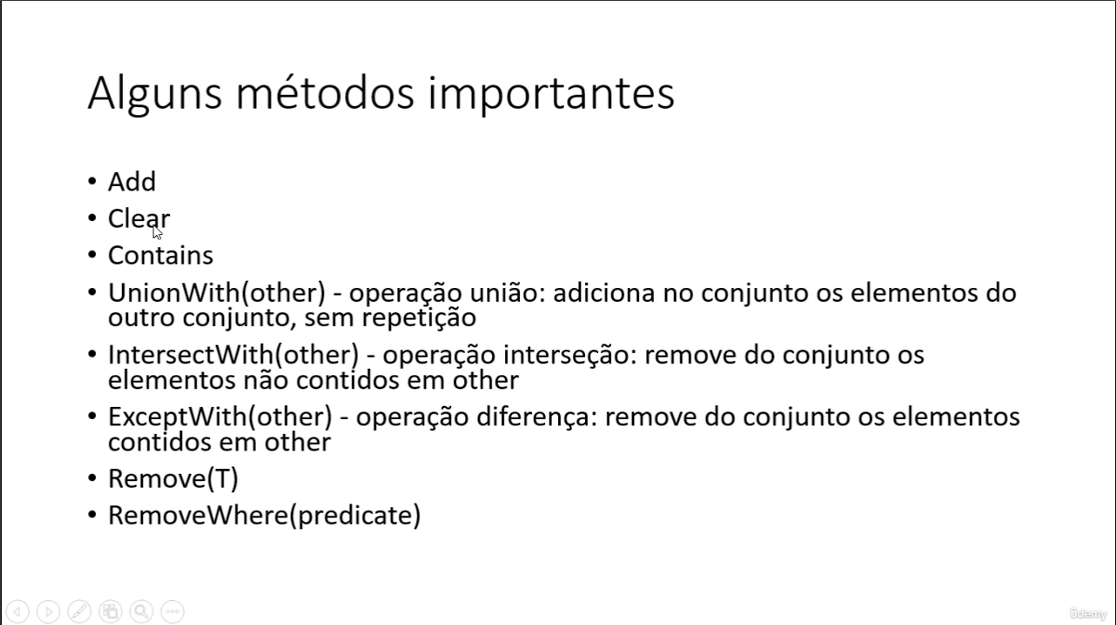 Alguns métodos importantes
• Add
• Clear
• Contains
• UnionWith(other) - operação união: adiciona no conjunto os elementos do
outro conjunto, sem repetição
• IntersectWith(other) - operação interseção: remove do conjunto os
elementos não contidos em other
• ExceptWith(other) - operação diferença: remove do conjunto os elementos
contidos em other
• Remove(T)
• RemoveWhere(predicate)
ûdemy